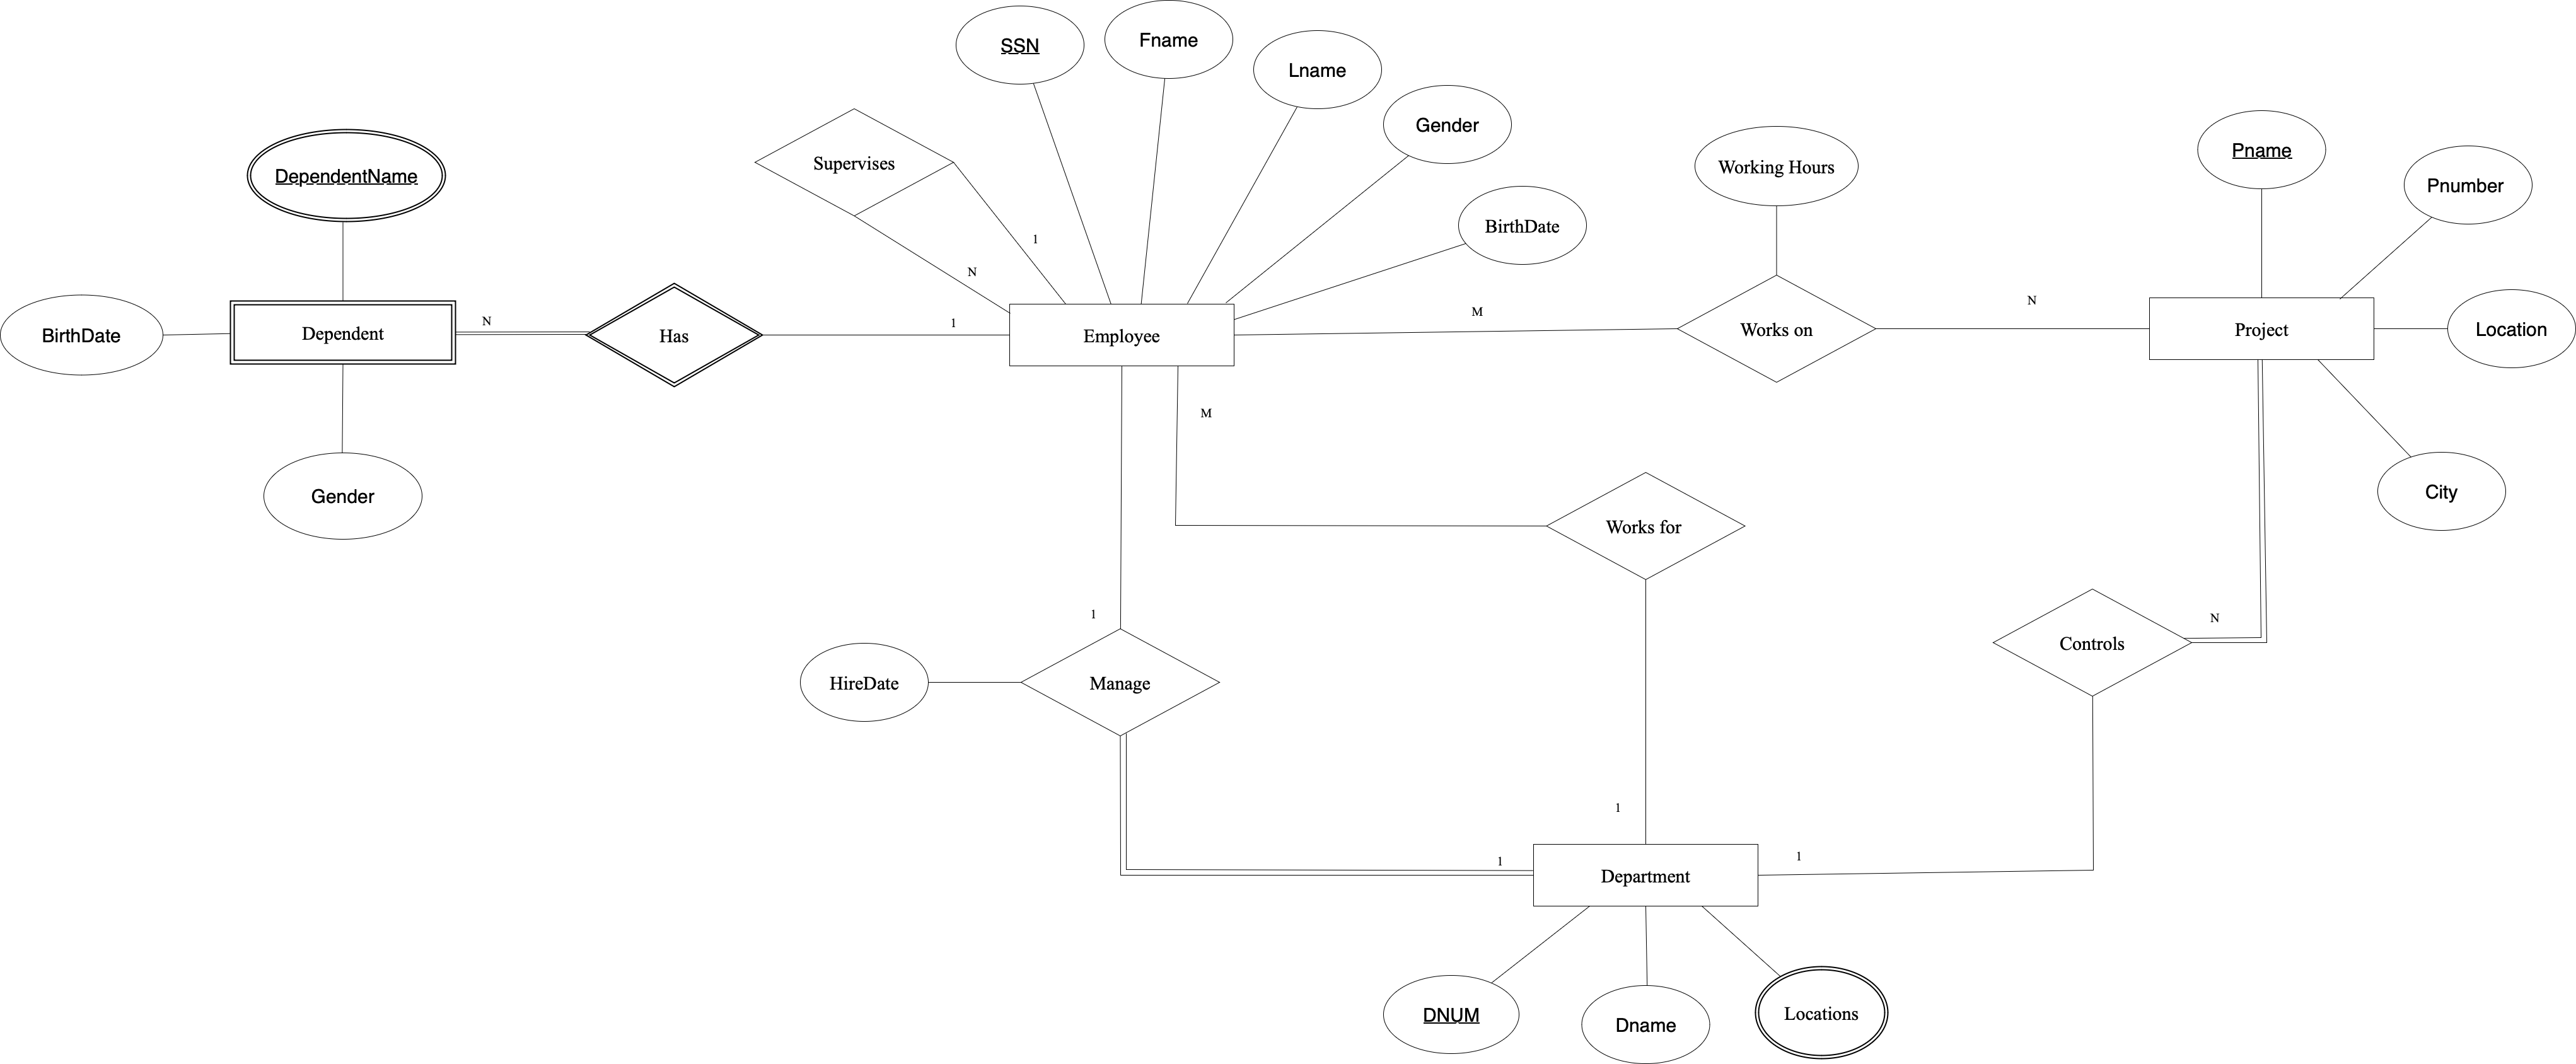 SSN
Fname
Lname
Gender
Supervises
DependentName
Working Hours
Pname
Pnumber
BirthDate
1
N
BirthDate
Dependent
N
Has
1
Employee
M
Works on
N
Project
Location
M
Gender
City
Works for
1
N
HireDate
Manage
Controls
1
1
1
Department
DNUM
Dname
Locations